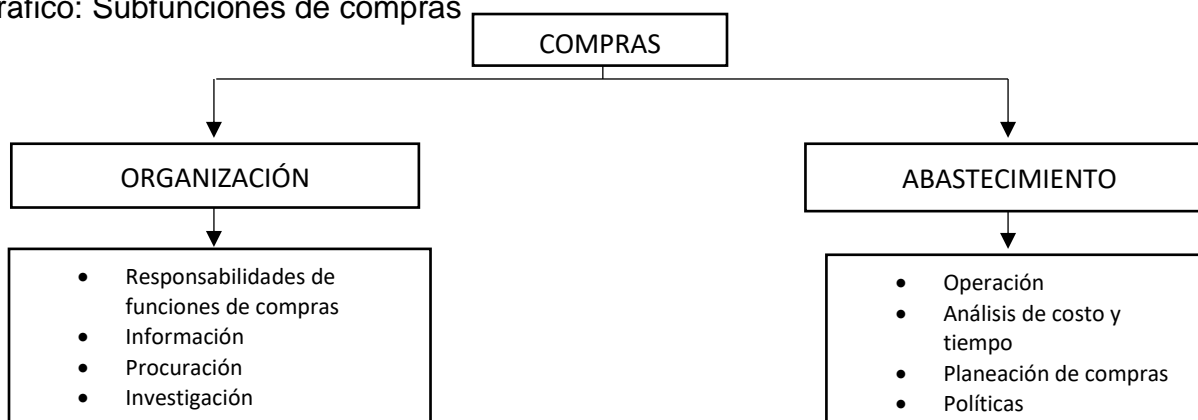 ráfico: Subfunciones de compras
COMPRAS
ORGANIZACIÓN
ABASTECIMIENTO
• Responsabilidades de
funciones de compras
• Información
• Procuración
• Investigación
• Operación
• Análisis de costo y
tiempo
• Planeación de compras
• Políticas